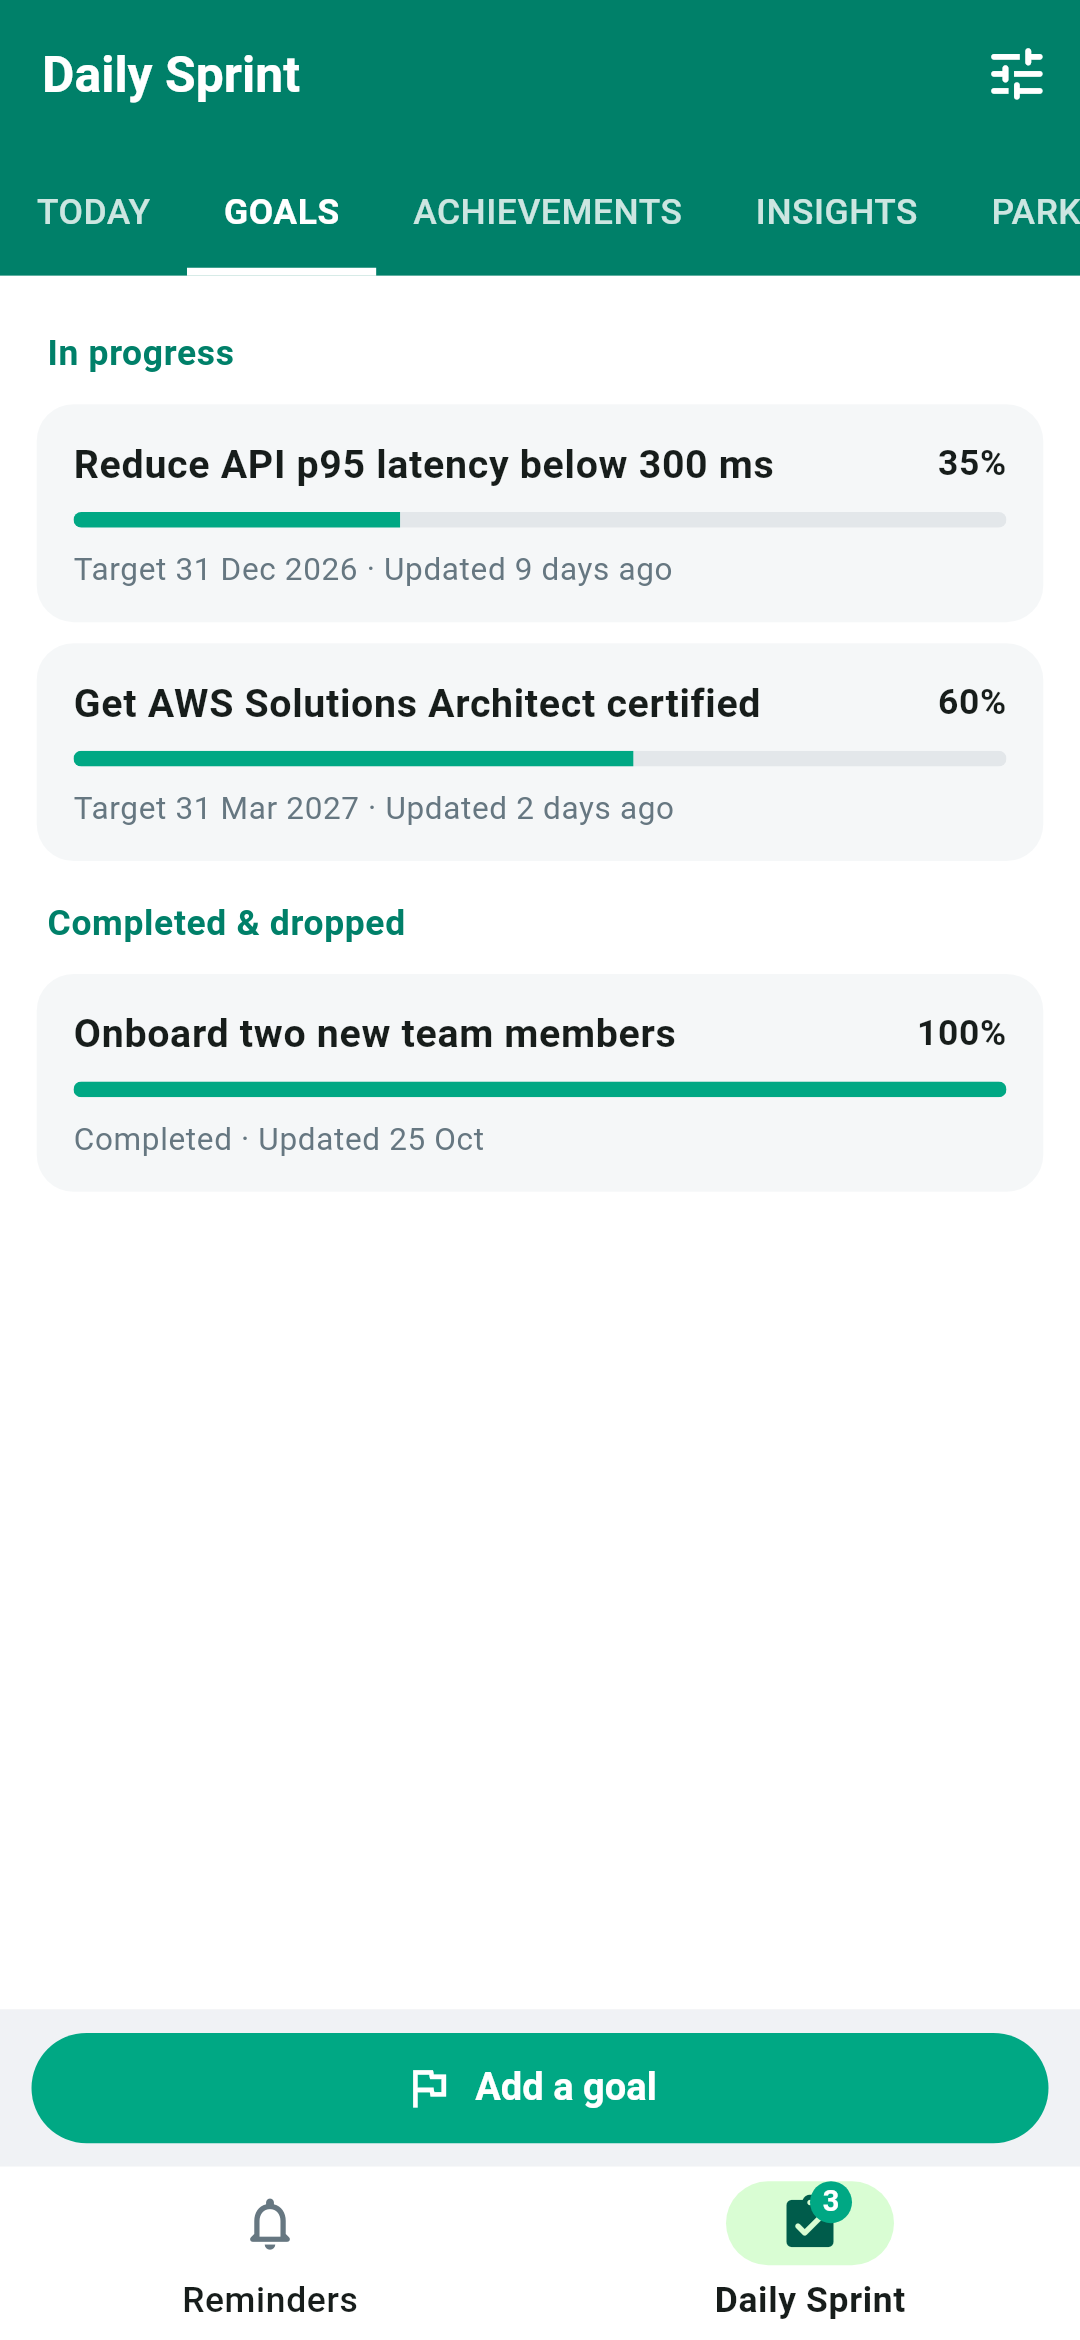 Daily Sprint
TODAY GOALS ACHIEVEMENTS INSIGHTS PARK
In progress
Reduce API p95 latency below 300 ms 35%
Target 31 Dec 2026 · Updated 9 days ago
Get AWS Solutions Architect certified 60%
Target 31 Mar 2027 · Updated 2 days ago
Completed & dropped
Onboard two new team members 100%
Completed · Updated 25 Oct
Add a goal
3
Reminders Daily Sprint